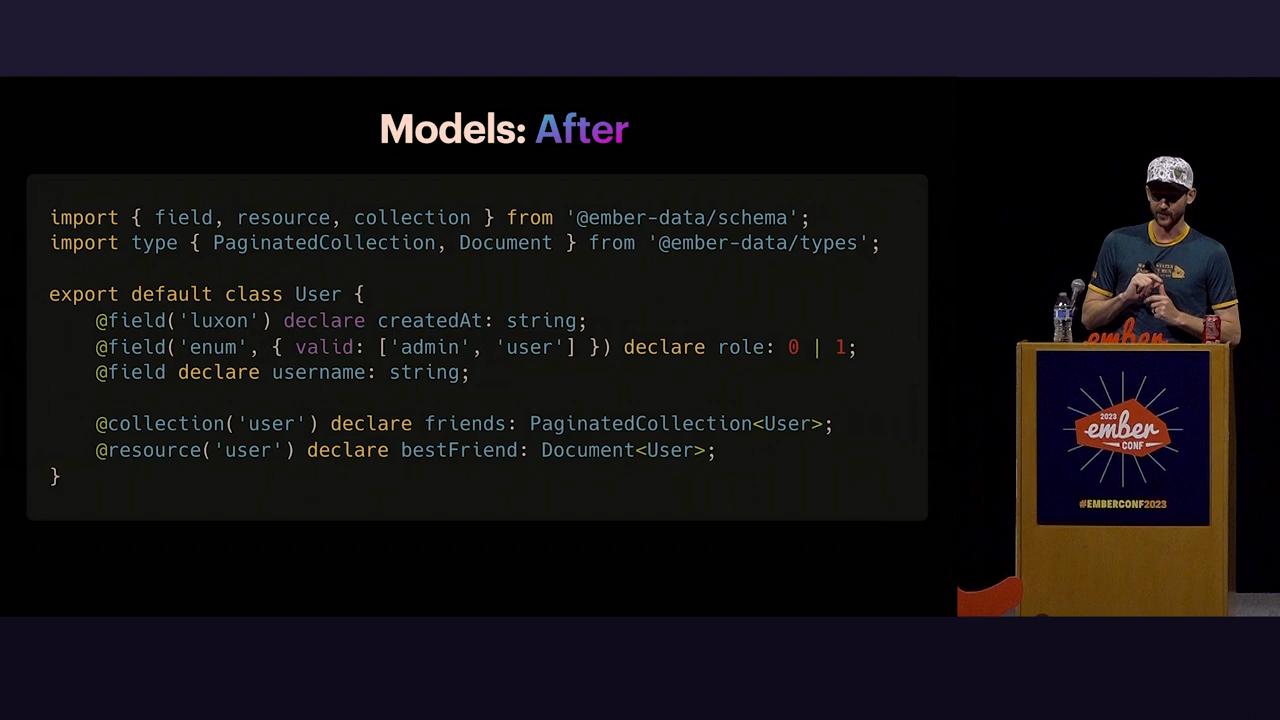 Models: After
import { field, resource, collection } from '@ember-data/schema';
import type { PaginatedCollection, Document } from '@ember-data/types';
export default class User {
@field('luxon') declare createdAt: string;
@field('enum', { valid: ['admin', 'user'] }) declare role: 0 | 1;
@field declare username: string;
@collection('user') declare friends: PaginatedCollection<User>;
@resource('user') declare bestFriend: Document<User>;
}
ember
2023
ember
CONF
#EMBERCONF2023